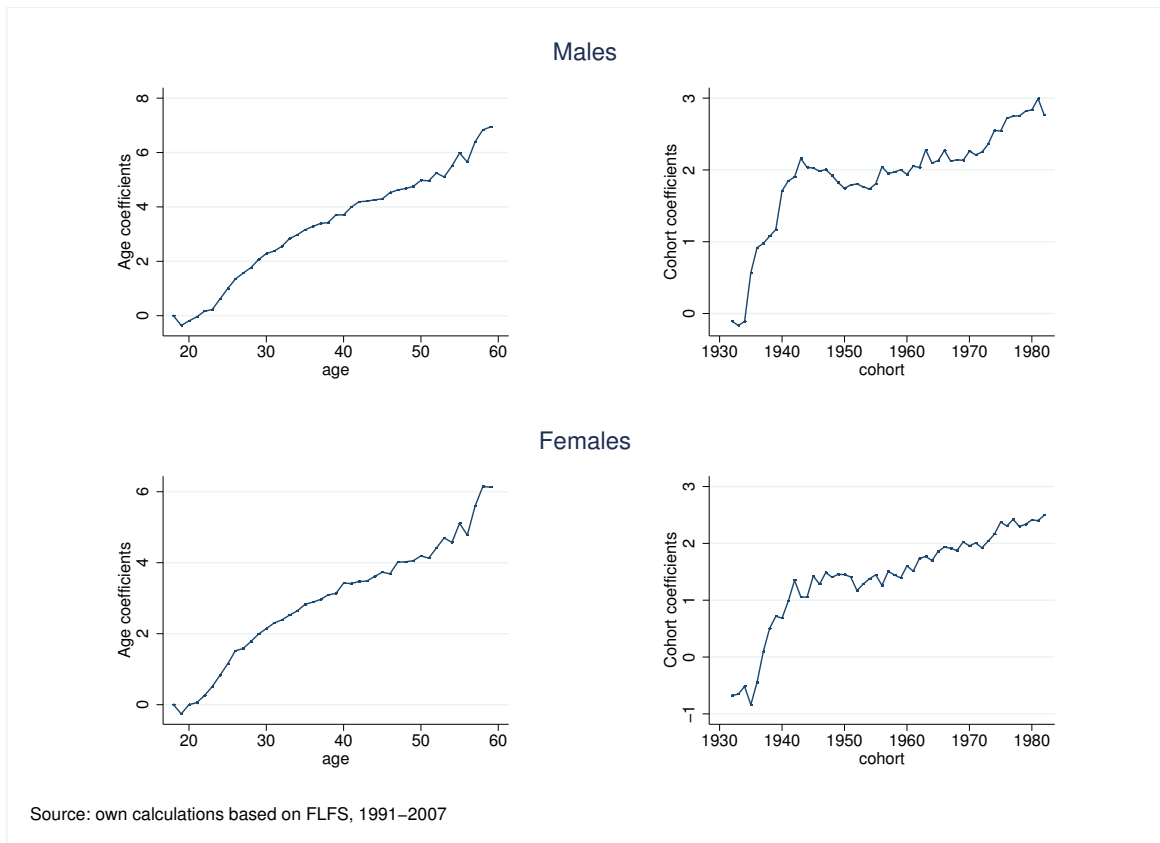 Males
Age coefficients
8
6
4
2
0
20 30 40 50 60
age
Cohort coefficients
3
2
1
0
1930 1940 1950 1960 1970 1980
cohort
Females
Age coefficients
6
4
2
0
20 30 40 50 60
age
Cohort coefficients
3
2
1
0
−1
1930 1940 1950 1960 1970 1980
cohort
Source: own calculations based on FLFS, 1991−2007